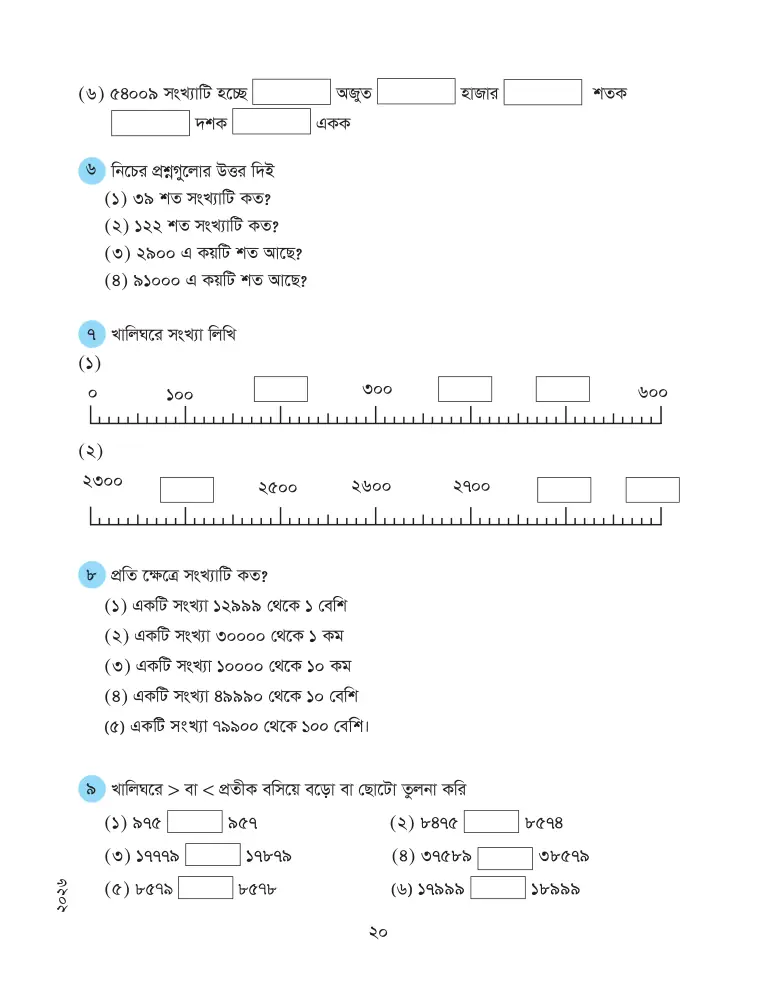 (৬) ৫৪০০৯ সংখ্যাটি হচ্ছে অজুত হাজার শতক
দশক একক
৬ নিচের প্রশ্নগুলোর উত্তর দিই
(১) ৩৯ শত সংখ্যাটি কত?
(২) ১২২ শত সংখ্যাটি কত?
(৩) ২৯০০ এ কয়টি শত আছে?
(৪) ৯১০০০ এ কয়টি শত আছে?
৭ খালিঘরে সংখ্যা লিখি
(১)
০ ১০০ ৩০০ ৬০০
(২)
২৩০০ ২৫০০ ২৬০০ ২৭০০
৮ প্রতি ক্ষেত্রে সংখ্যাটি কত?
(১) একটি সংখ্যা ১২৯৯৯ থেকে ১ বেশি
(২) একটি সংখ্যা ৩০০০০ থেকে ১ কম
(৩) একটি সংখ্যা ১০০০০ থেকে ১০ কম
(৪) একটি সংখ্যা ৪৯৯৯০ থেকে ১০ বেশি
(৫) একটি সংখ্যা ৭৯৯০০ থেকে ১০০ বেশি।
৯ খালিঘরে > বা < প্রতীক বসিয়ে বড়ো বা ছোটো তুলনা করি
(১) ৯৭৫ ৯৫৭ (২) ৮৪৭৫ ৮৫৭৪
(৩) ১৭৭৭৯ ১৭৮৭৯ (৪) ৩৭৫৮৯ ৩৮৫৭৯
(৫) ৮৫৭৯ ৮৫৭৮ (৬) ১৭৯৯৯ ১৮৯৯৯
২০২৬
২০